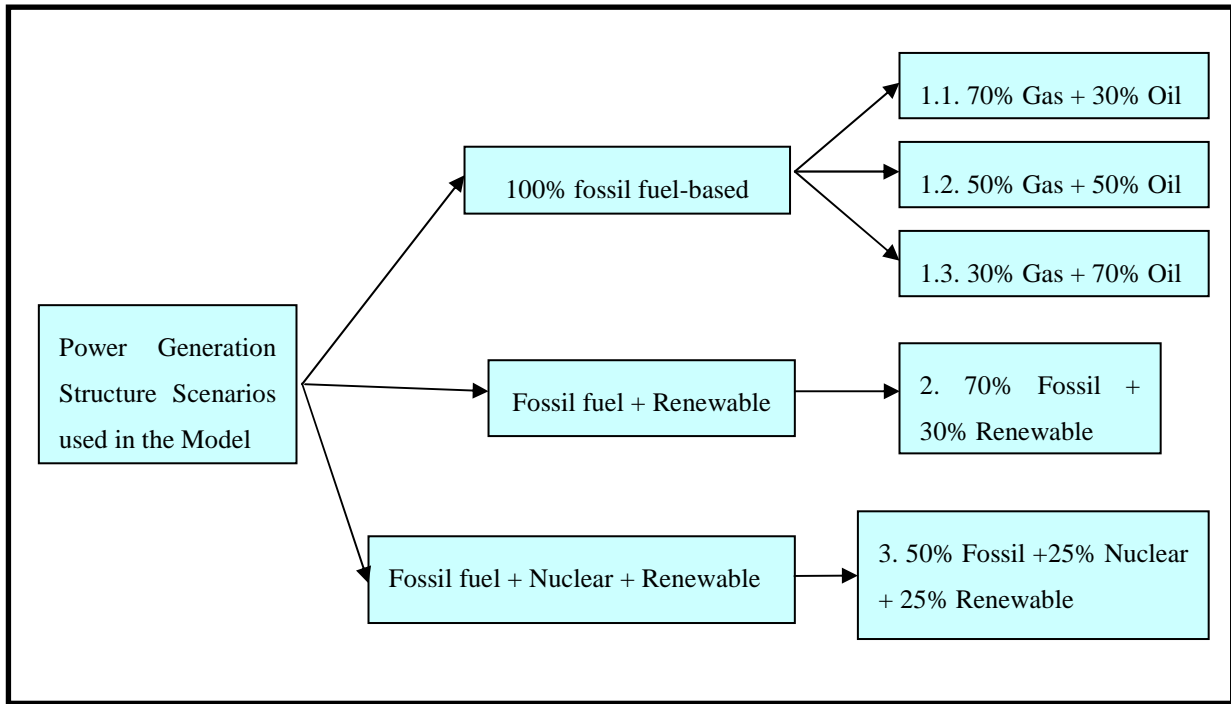 Power Generation
Structure Scenarios
used in the Model
100% fossil fuel-based
1.1. 70% Gas + 30% Oil
1.2. 50% Gas + 50% Oil
1.3. 30% Gas + 70% Oil
Fossil fuel + Renewable
2. 70% Fossil +
30% Renewable
Fossil fuel + Nuclear + Renewable
3. 50% Fossil +25% Nuclear
+ 25% Renewable